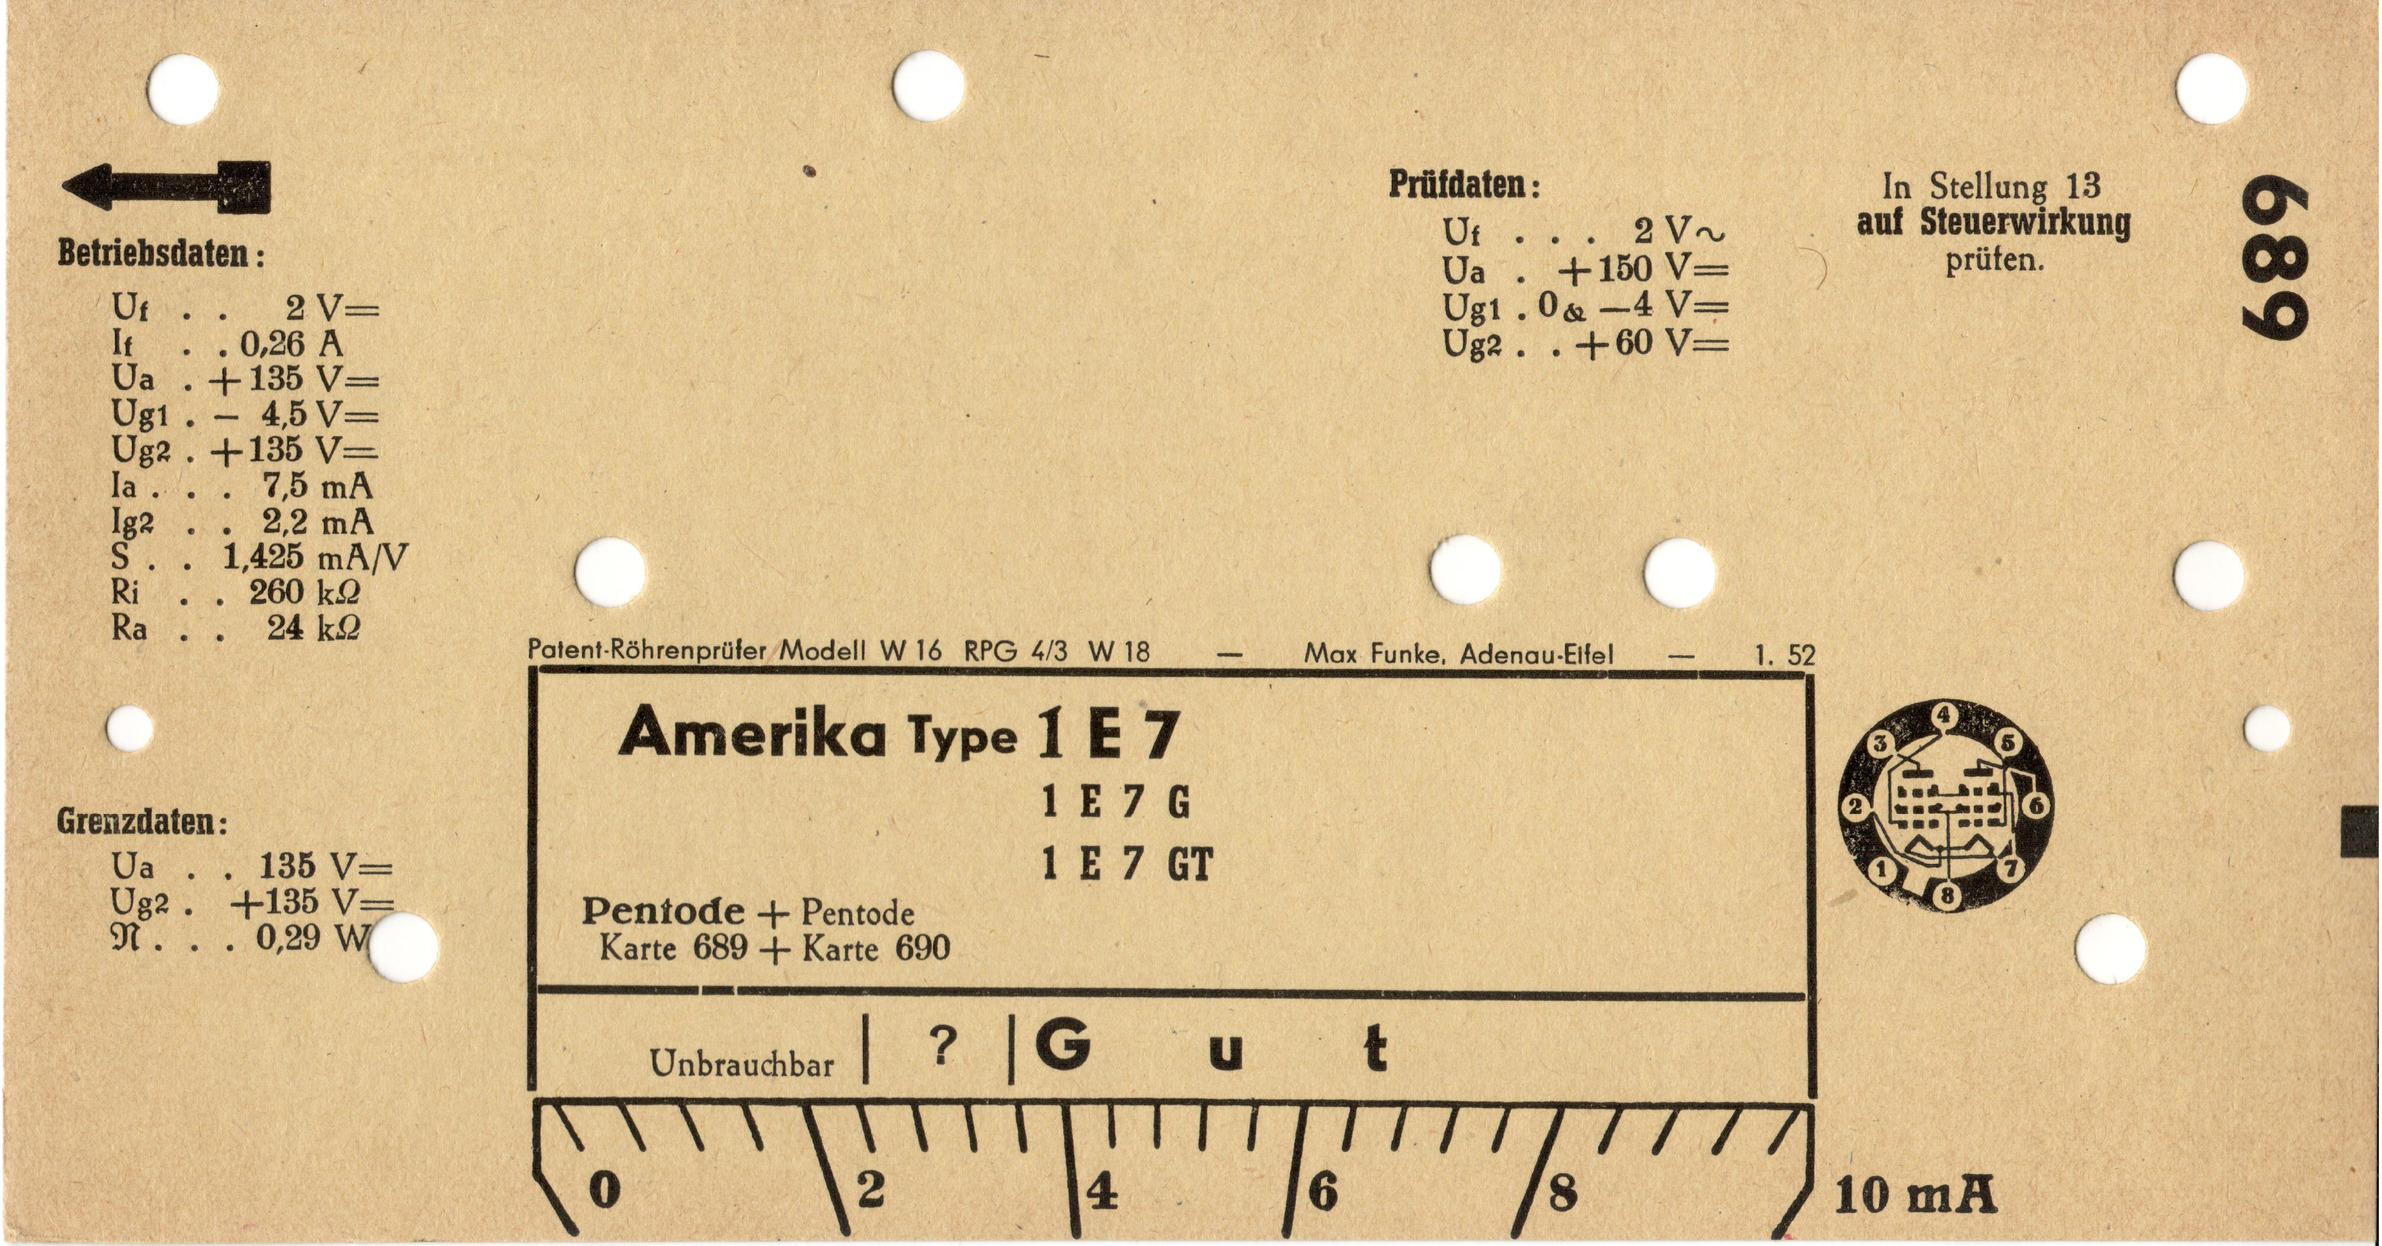 Betriebsdaten:
Uf . . 2 V=
If . . 0,26 A
Ua . +135 V=
Ug1 . – 4,5 V=
Ug2 . +135 V=
Ia . . . 7,5 mA
Ig2 . . 2,2 mA
S . . 1,425 mA/V
Ri . . 260 kΩ
Ra . . 24 kΩ
Grenzdaten:
Ua . . 135 V=
Ug2 . +135 V=
N . . . 0,29 W
Prüfdaten:
Uf . . . 2 V~
Ua . +150 V=
Ug1 . 0 & –4 V=
Ug2 . . +60 V=
In Stellung 13
auf Steuerwirkung
prüfen.
689
Patent-Röhrenprüfer Modell W 16 RPG 4/3 W 18 — Max Funke, Adenau-Eifel — 1. 52
Amerika Type 1 E 7
1 E 7 G
1 E 7 GT
Pentode + Pentode
Karte 689 + Karte 690
Unbrauchbar | ? | Gut
0 2 4 6 8 10 mA
1 2 3 4 5 6 7 8